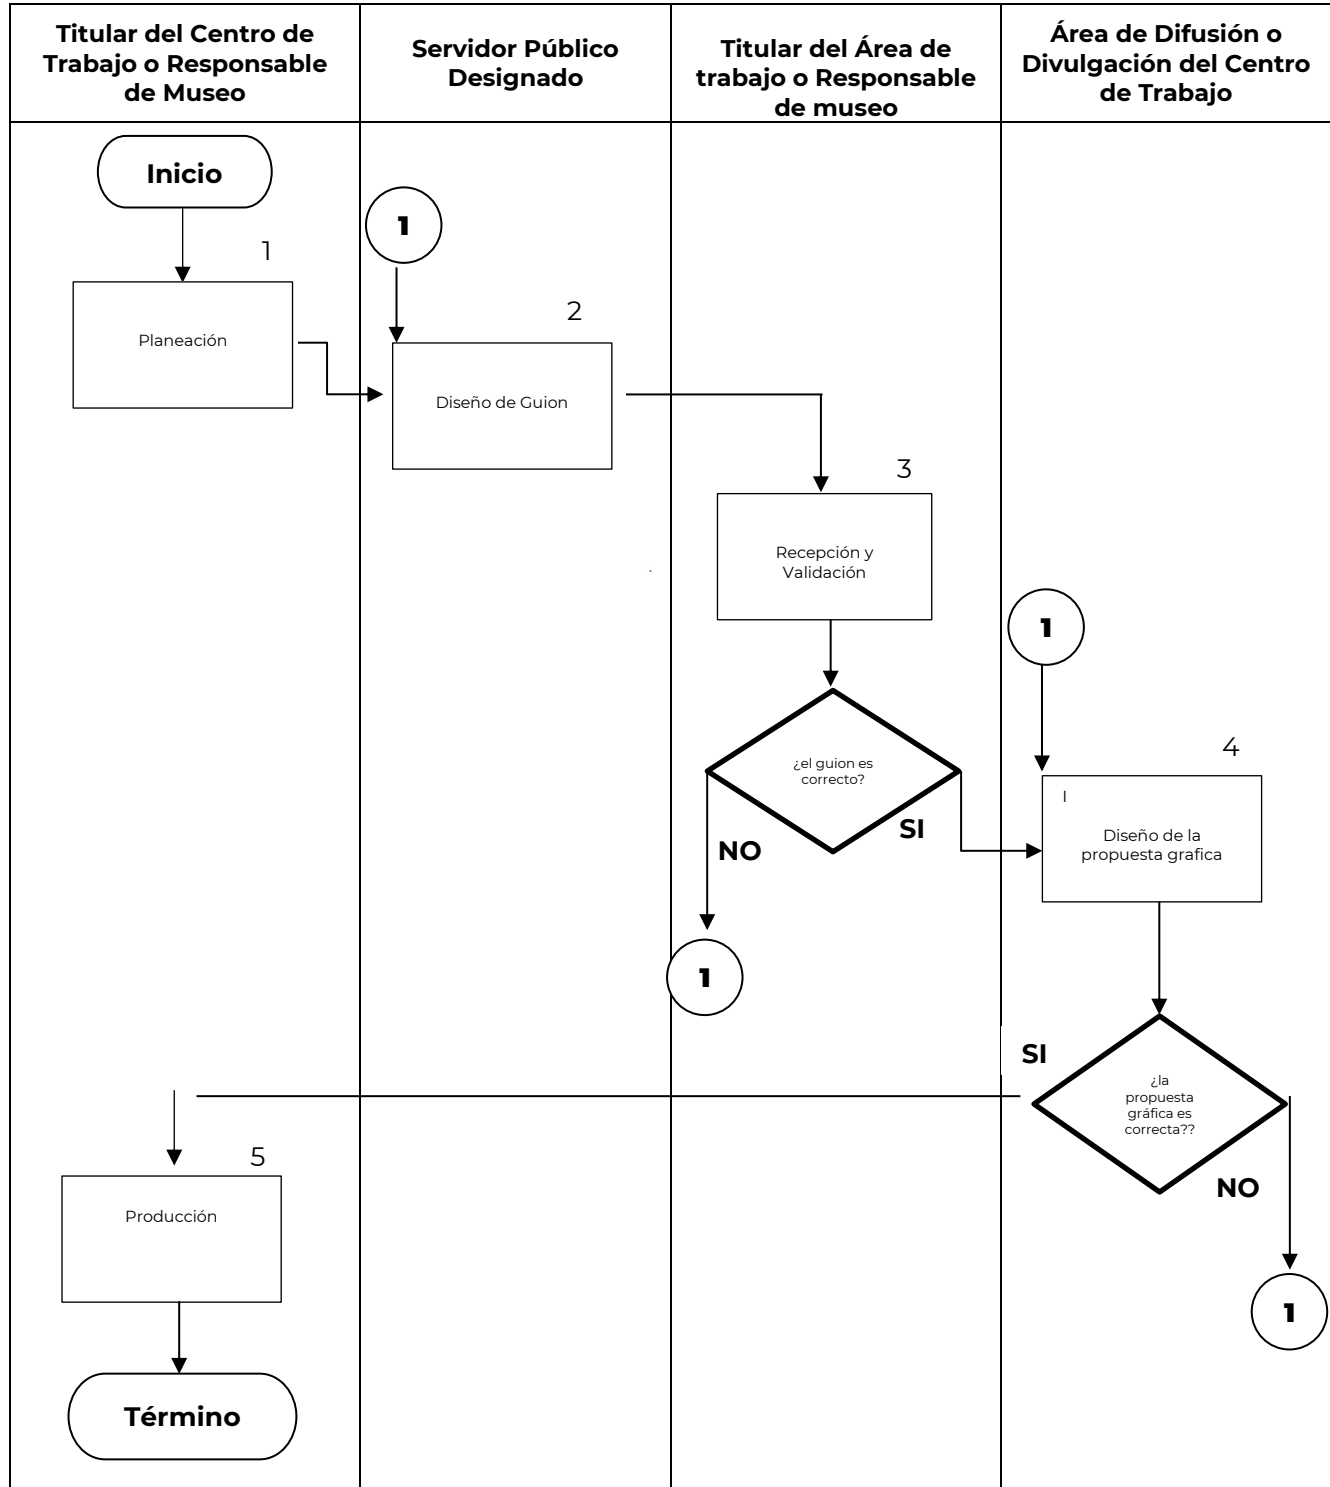 Titular del Centro de
Trabajo o Responsable
de Museo
Servidor Público
Designado
Titular del Área de
trabajo o Responsable
de museo
Área de Difusión o
Divulgación del Centro
de Trabajo
Inicio
1
1
Planeación
2
Diseño de Guion
3
Recepción y
Validación
1
¿el guion es
correcto?
NO
SI
4
I
Diseño de la
propuesta grafica
1
SI
¿la
propuesta
gráfica es
correcta??
NO
5
Producción
1
Término